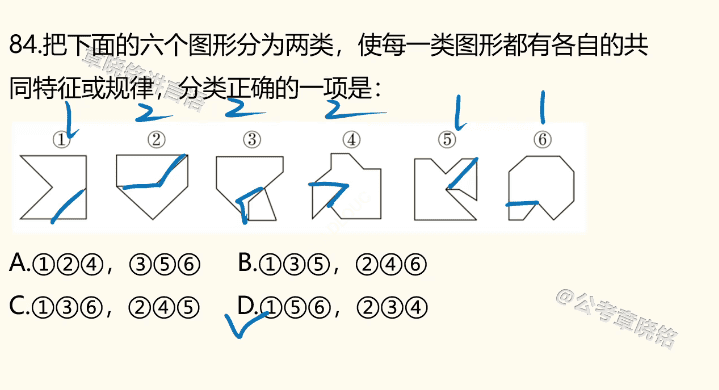 84.把下面的六个图形分为两类，使每一类图形都有各自的共
同特征或规律，分类正确的一项是：
1 2 2 2 1 1
① ② ③ ④ ⑤ ⑥
A.①②④，③⑤⑥ B.①③⑤，②④⑥
C.①③⑥，②④⑤ D.①⑤⑥，②③④
@公考章晓铭